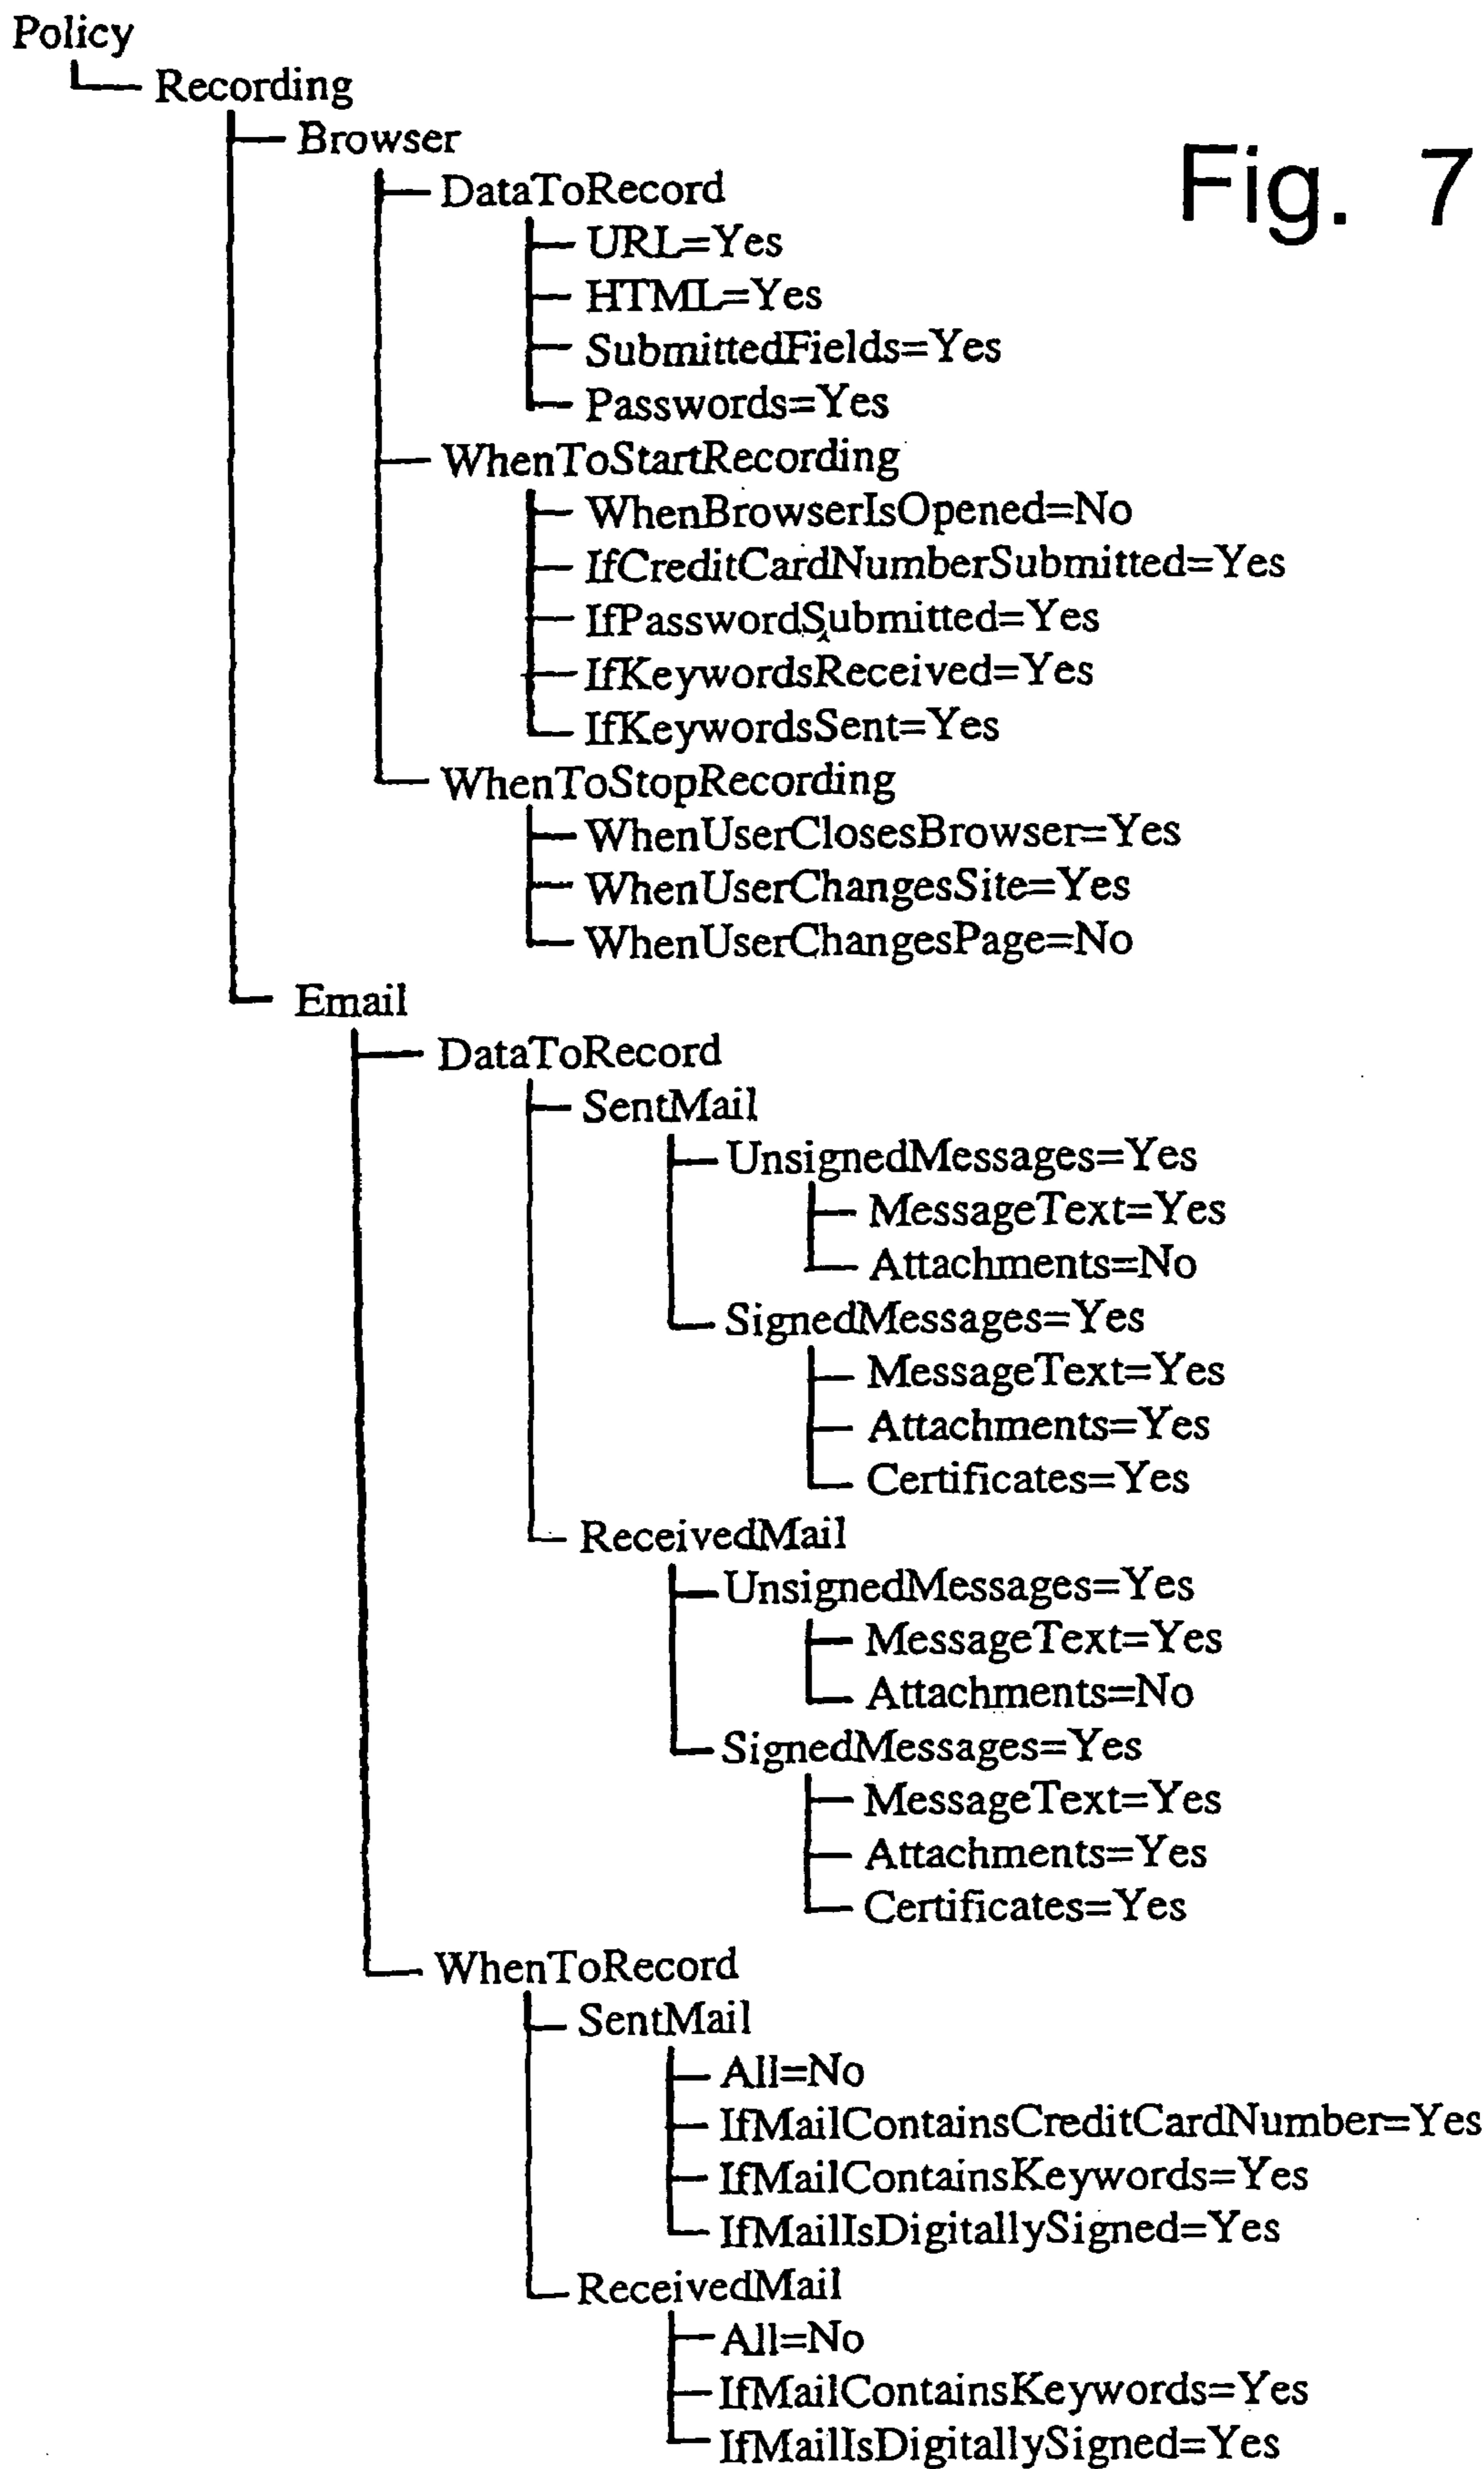 Policy
Recording
Browser
Fig. 7
DataToRecord
URL=Yes
HTML=Yes
SubmittedFields=Yes
Passwords=Yes
WhenToStartRecording
WhenBrowserIsOpened=No
IfCreditCardNumberSubmitted=Yes
IfPasswordSubmitted=Yes
IfKeywordsReceived=Yes
IfKeywordsSent=Yes
WhenToStopRecording
WhenUserClosesBrowser=Yes
WhenUserChangesSite=Yes
WhenUserChangesPage=No
Email
DataToRecord
SentMail
UnsignedMessages=Yes
MessageText=Yes
Attachments=No
SignedMessages=Yes
MessageText=Yes
Attachments=Yes
Certificates=Yes
ReceivedMail
UnsignedMessages=Yes
MessageText=Yes
Attachments=No
SignedMessages=Yes
MessageText=Yes
Attachments=Yes
Certificates=Yes
WhenToRecord
SentMail
All=No
IfMailContainsCreditCardNumber=Yes
IfMailContainsKeywords=Yes
IfMailIsDigitallySigned=Yes
ReceivedMail
All=No
IfMailContainsKeywords=Yes
IfMailIsDigitallySigned=Yes